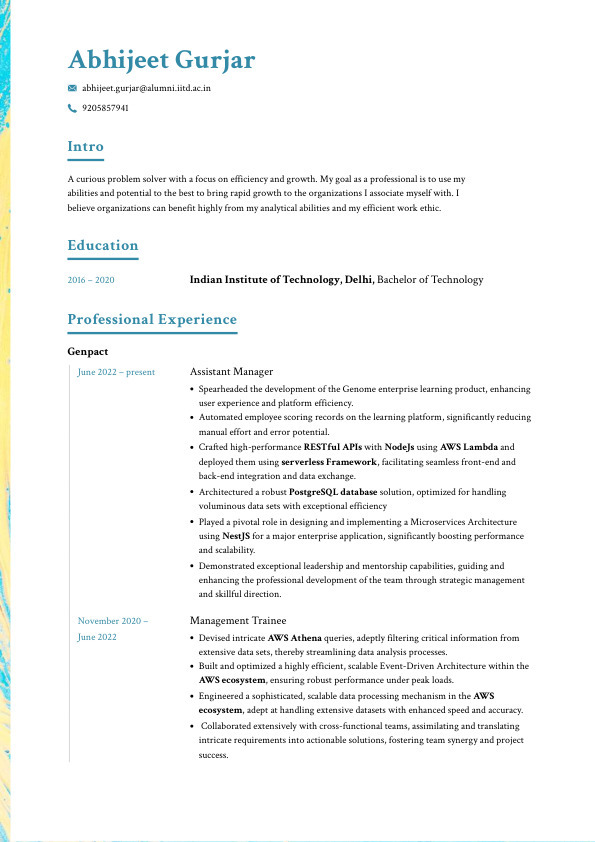 Abhijeet Gurjar
abhijeet.gurjar@alumni.iitd.ac.in
9205857941
Intro
A curious problem solver with a focus on efficiency and growth. My goal as a professional is to use my
abilities and potential to the best to bring rapid growth to the organizations I associate myself with. I
believe organizations can benefit highly from my analytical abilities and my efficient work ethic.
Education
2016 – 2020 Indian Institute of Technology, Delhi, Bachelor of Technology
Professional Experience
Genpact
June 2022 – present Assistant Manager
• Spearheaded the development of the Genome enterprise learning product, enhancing
user experience and platform efficiency.
• Automated employee scoring records on the learning platform, significantly reducing
manual effort and error potential.
• Crafted high-performance RESTful APIs with NodeJs using AWS Lambda and
deployed them using serverless Framework, facilitating seamless front-end and
back-end integration and data exchange.
• Architectured a robust PostgreSQL database solution, optimized for handling
voluminous data sets with exceptional efficiency
• Played a pivotal role in designing and implementing a Microservices Architecture
using NestJS for a major enterprise application, significantly boosting performance
and scalability.
• Demonstrated exceptional leadership and mentorship capabilities, guiding and
enhancing the professional development of the team through strategic management
and skillful direction.
November 2020 – Management Trainee
June 2022
• Devised intricate AWS Athena queries, adeptly filtering critical information from
extensive data sets, thereby streamlining data analysis processes.
• Built and optimized a highly efficient, scalable Event-Driven Architecture within the
AWS ecosystem, ensuring robust performance under peak loads.
• Engineered a sophisticated, scalable data processing mechanism in the AWS
ecosystem, adept at handling extensive datasets with enhanced speed and accuracy.
• Collaborated extensively with cross-functional teams, assimilating and translating
intricate requirements into actionable solutions, fostering team synergy and project
success.